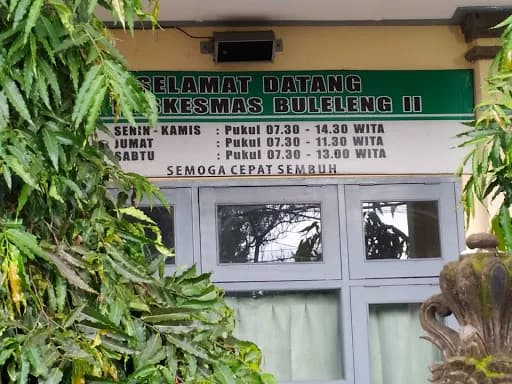 SELAMAT DATANG
SKESMAS BULELENG II
SENIN - KAMIS : Pukul 07.30 - 14.30 WITA
JUMAT : Pukul 07.30 - 11.30 WITA
SABTU : Pukul 07.30 - 13.00 WITA
SEMOGA CEPAT SEMBUH